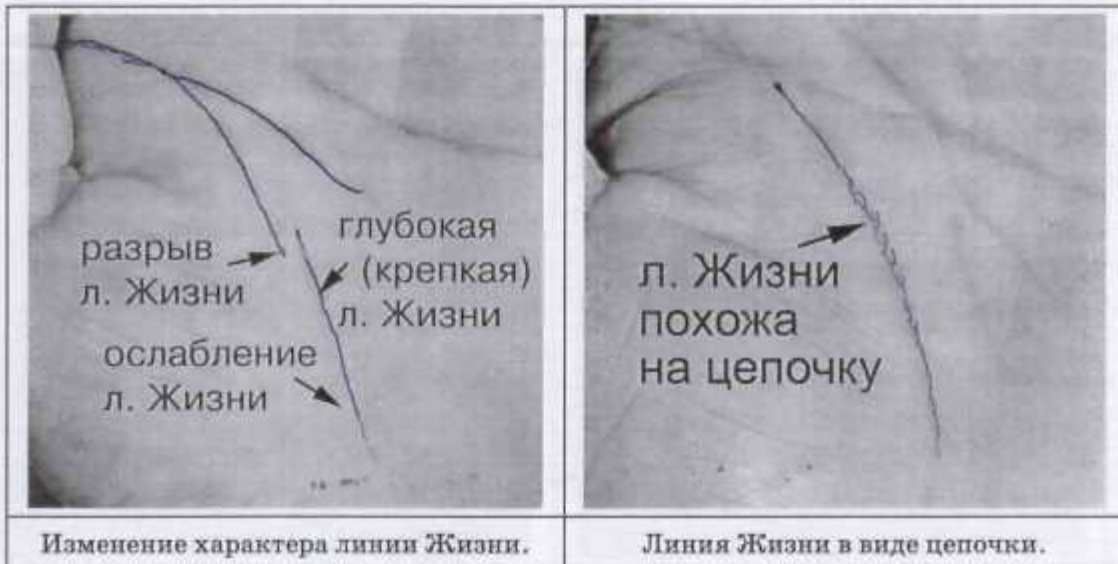 разрыв
л. Жизни
глубокая
(крепкая)
л. Жизни
ослабление
л. Жизни
Изменение характера линии Жизни.
л. Жизни
похожа
на цепочку
Линия Жизни в виде цепочки.